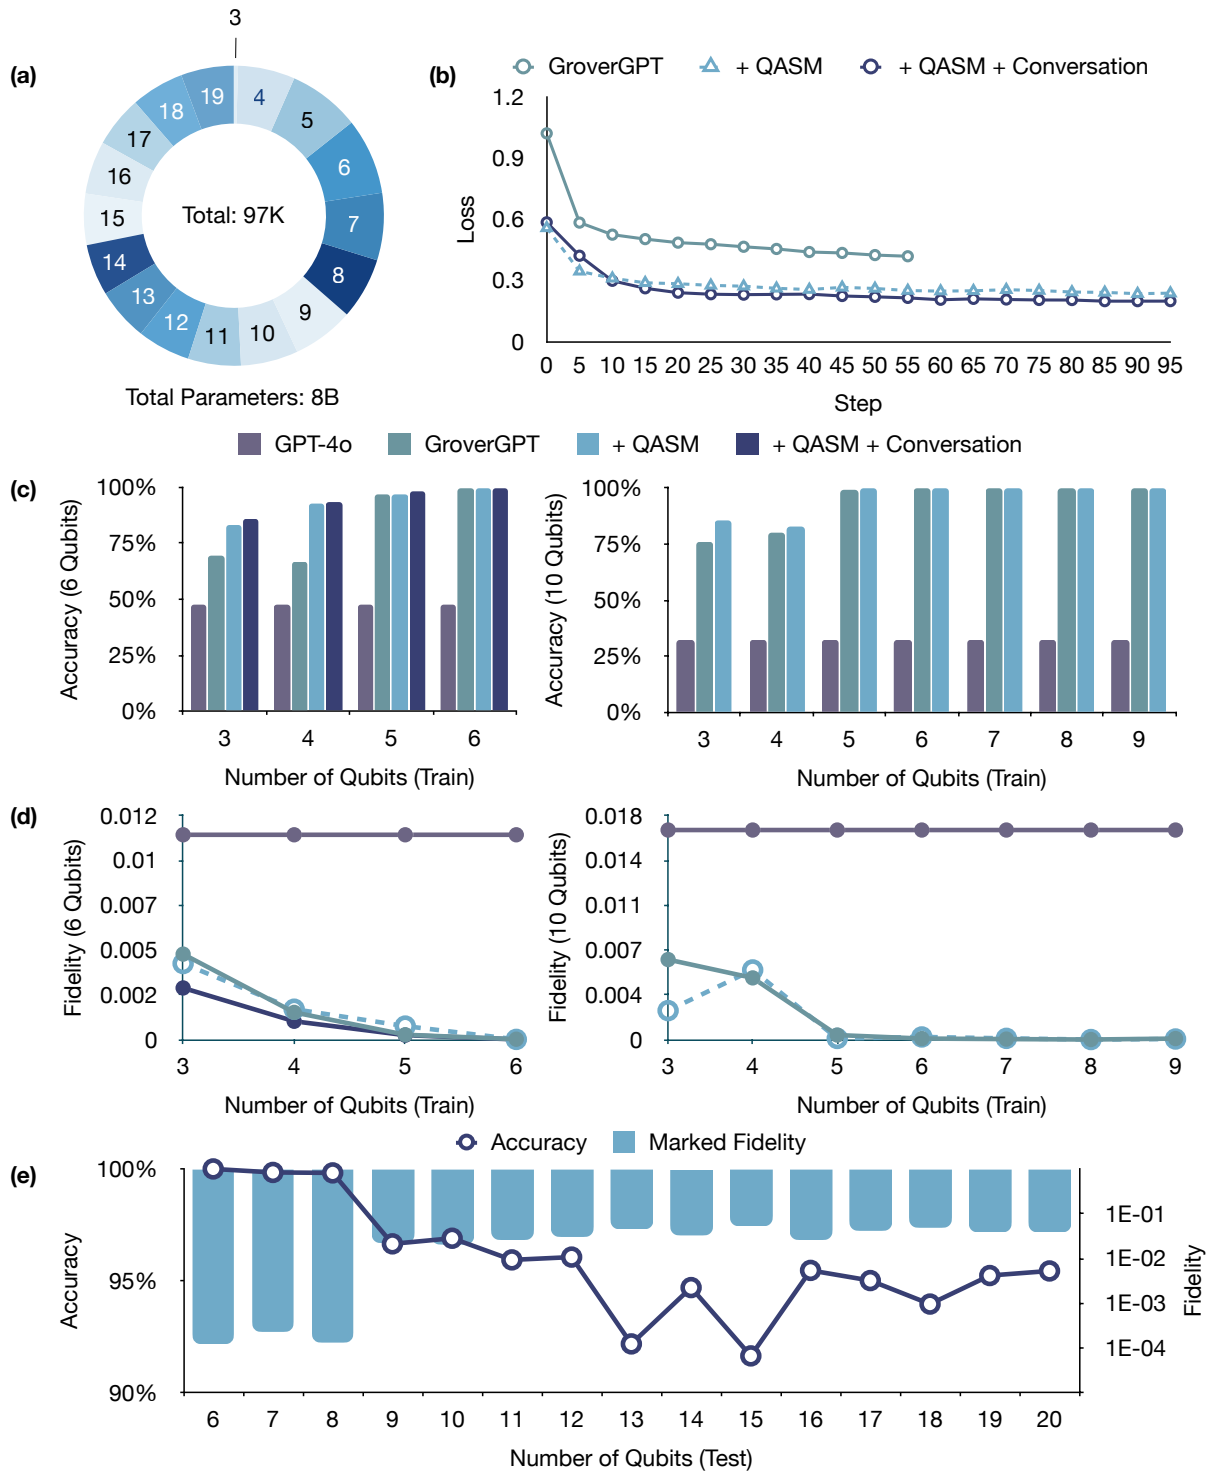 (a)
3
4
5
6
7
8
9
10
11
12
13
14
15
16
17
18
19
Total: 97K
Total Parameters: 8B
(b)
GroverGPT + QASM + QASM + Conversation
1.2
0.9
0.6
0.3
0
Loss
0 5 10 15 20 25 30 35 40 45 50 55 60 65 70 75 80 85 90 95
Step
GPT-4o GroverGPT + QASM + QASM + Conversation
(c)
100%
75%
50%
25%
0%
Accuracy (6 Qubits)
3 4 5 6
Number of Qubits (Train)
100%
75%
50%
25%
0%
Accuracy (10 Qubits)
3 4 5 6 7 8 9
Number of Qubits (Train)
(d)
0.012
0.01
0.007
0.005
0.002
0
Fidelity (6 Qubits)
3 4 5 6
Number of Qubits (Train)
0.018
0.014
0.011
0.007
0.004
0
Fidelity (10 Qubits)
3 4 5 6 7 8 9
Number of Qubits (Train)
Accuracy Marked Fidelity
(e)
100%
95%
90%
Accuracy
1E-01
1E-02
1E-03
1E-04
Fidelity
6 7 8 9 10 11 12 13 14 15 16 17 18 19 20
Number of Qubits (Test)